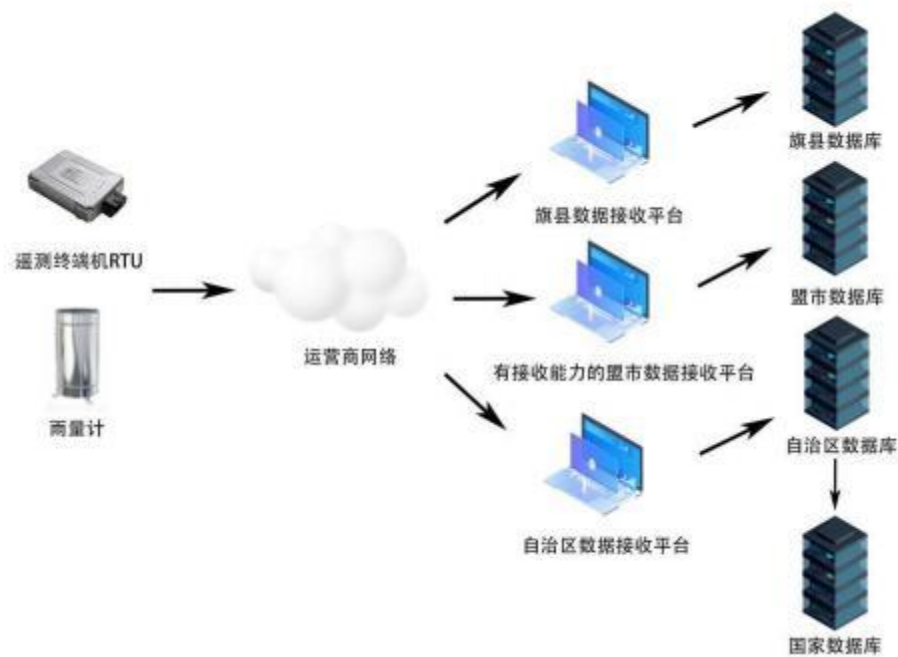 旗县数据库
旗县数据接收平台
遥测终端机RTU
盟市数据库
运营商网络
有接收能力的盟市数据接收平台
雨量计
自治区数据库
自治区数据接收平台
国家数据库